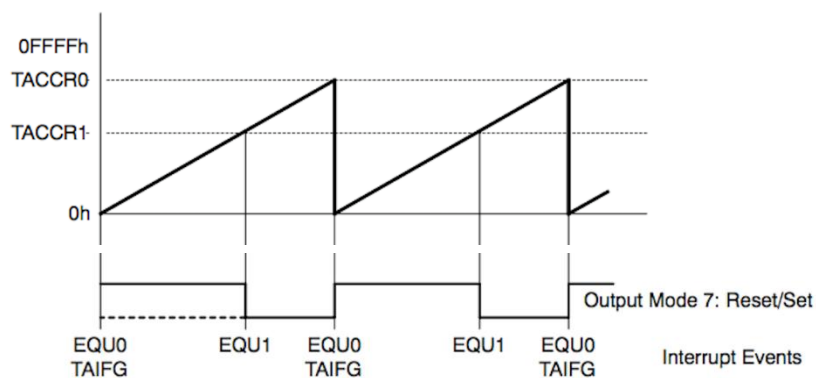 0FFFFh
TACCR0
TACCR1
0h
Output Mode 7: Reset/Set
EQU0 EQU1 EQU0 EQU1 EQU0
TAIFG TAIFG TAIFG
Interrupt Events